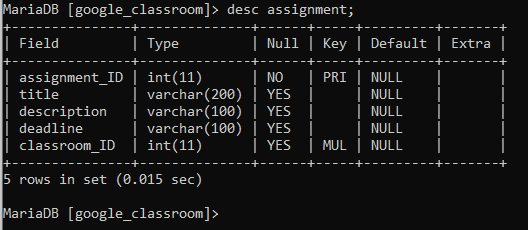 MariaDB [google_classroom]> desc assignment;
+---------------+--------------+------+-----+---------+-------+
| Field         | Type         | Null | Key | Default | Extra |
+---------------+--------------+------+-----+---------+-------+
| assignment_ID | int(11)      | NO   | PRI | NULL    |       |
| title         | varchar(200) | YES  |     | NULL    |       |
| description   | varchar(100) | YES  |     | NULL    |       |
| deadline      | varchar(100) | YES  |     | NULL    |       |
| classroom_ID  | int(11)      | YES  | MUL | NULL    |       |
+---------------+--------------+------+-----+---------+-------+
5 rows in set (0.015 sec)
MariaDB [google_classroom]>